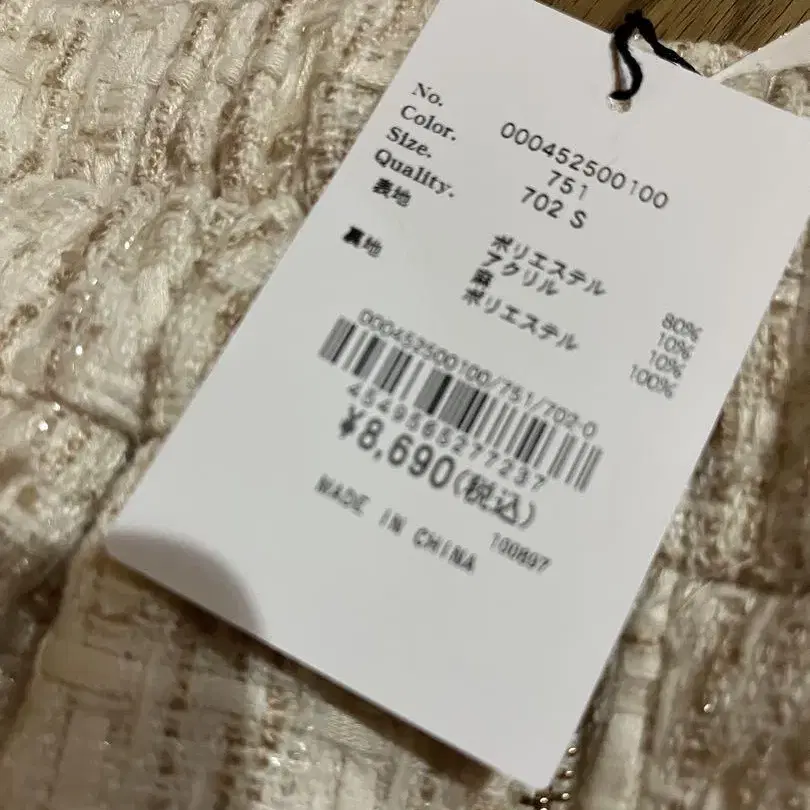 No. 000452500100
Color. 751
Size. 702 S
Quality.
表地 ポリエステル 80%
アクリル 10%
麻 10%
裏地 ポリエステル 100%
000452500100/751/702-0
4549565277237
¥8,690(税込)
100897
MADE IN CHINA